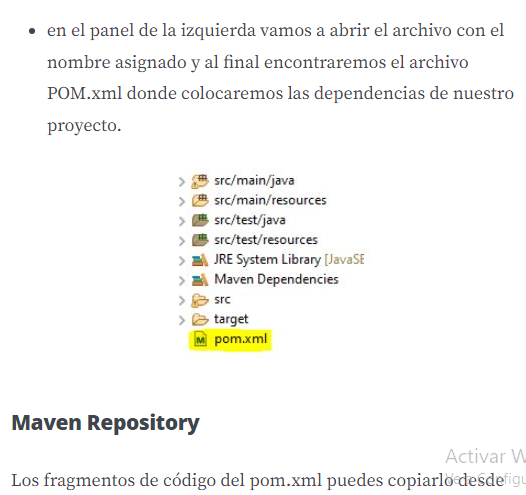 en el panel de la izquierda vamos a abrir el archivo con el
nombre asignado y al final encontraremos el archivo
POM.xml donde colocaremos las dependencias de nuestro
proyecto.
src/main/java
src/main/resources
src/test/java
src/test/resources
JRE System Library [JavaSE
Maven Dependencies
src
target
pom.xml
Maven Repository
Activar W
Los fragmentos de código del pom.xml puedes copiarlo desde